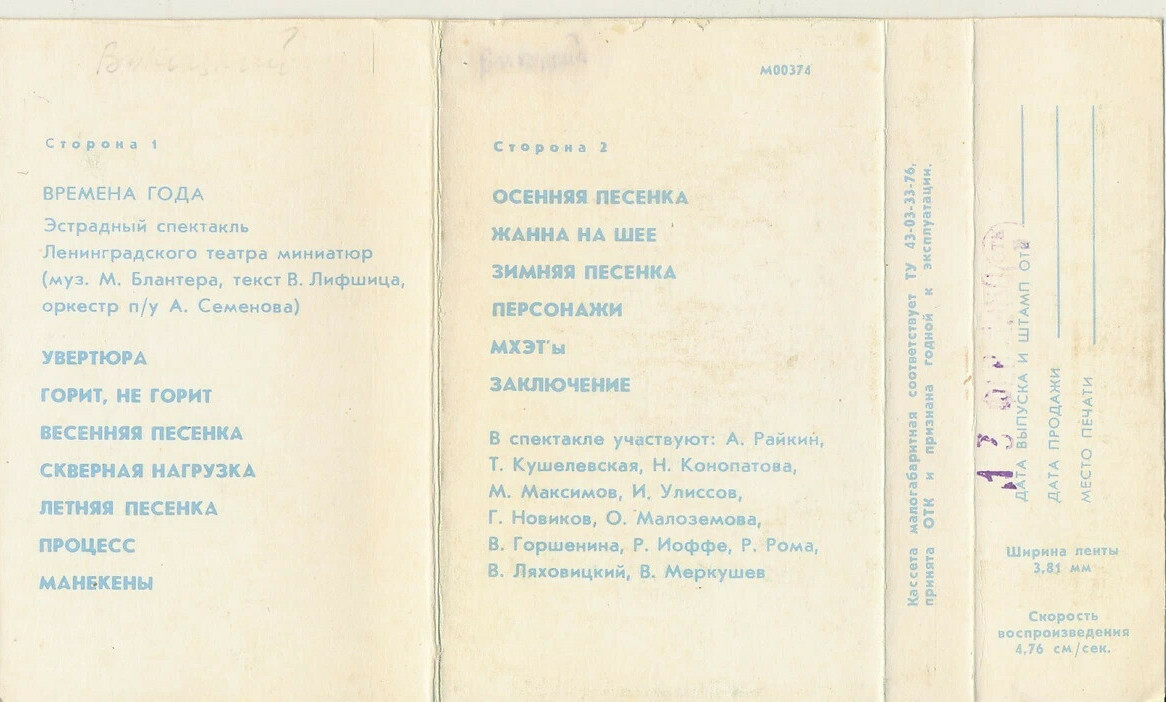 М00374
Сторона 1
ВРЕМЕНА ГОДА
Эстрадный спектакль
Ленинградского театра миниатюр
(муз. М. Блантера, текст В. Лифшица,
оркестр п/у А. Семенова)
УВЕРТЮРА
ГОРИТ, НЕ ГОРИТ
ВЕСЕННЯЯ ПЕСЕНКА
СКВЕРНАЯ НАГРУЗКА
ЛЕТНЯЯ ПЕСЕНКА
ПРОЦЕСС
МАНЕКЕНЫ
Сторона 2
ОСЕННЯЯ ПЕСЕНКА
ЖАННА НА ШЕЕ
ЗИМНЯЯ ПЕСЕНКА
ПЕРСОНАЖИ
МХЭТ'ы
ЗАКЛЮЧЕНИЕ
В спектакле участвуют: А. Райкин,
Т. Кушелевская, Н. Конопатова,
М. Максимов, И. Улиссов,
Г. Новиков, О. Малоземова,
В. Горшенина, Р. Иоффе, Р. Рома,
В. Ляховицкий, В. Меркушев
Кассета малогабаритная соответствует ТУ 43-03-33-76,
принята ОТК и признана годной к эксплуатации.
ДАТА ВЫПУСКА И ШТАМП ОТК
ДАТА ПРОДАЖИ
МЕСТО ПЕЧАТИ
13
Ширина ленты
3,81 мм
Скорость
воспроизведения
4,76 см/сек.